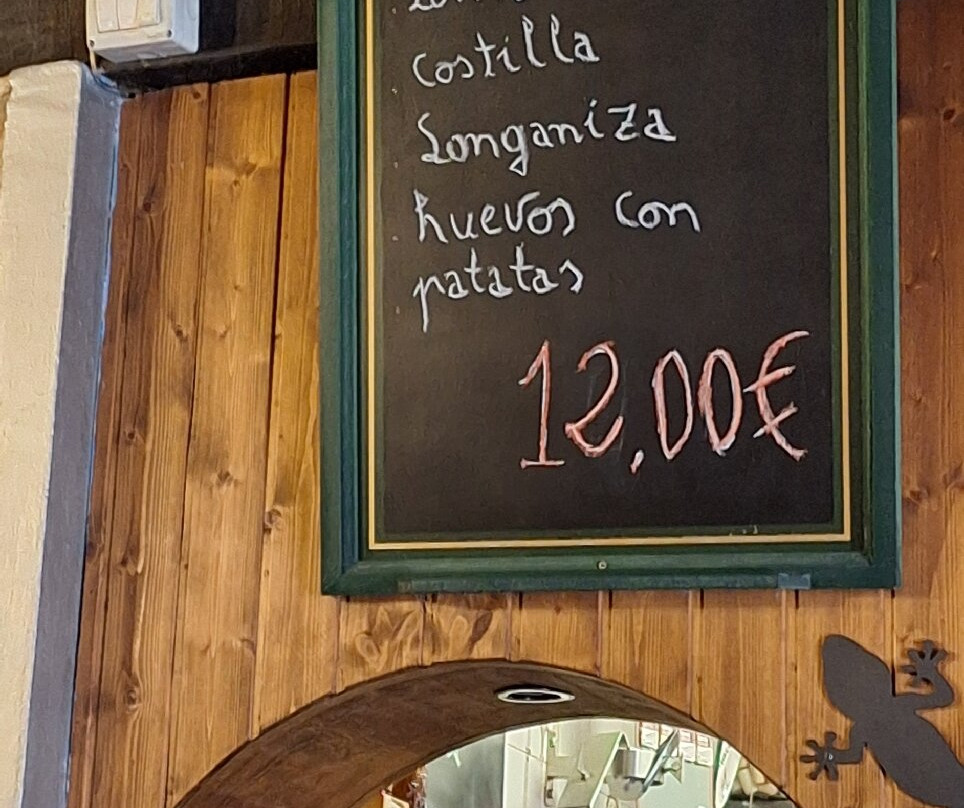 costilla
Longaniza
huevos con
patatas
12,00€